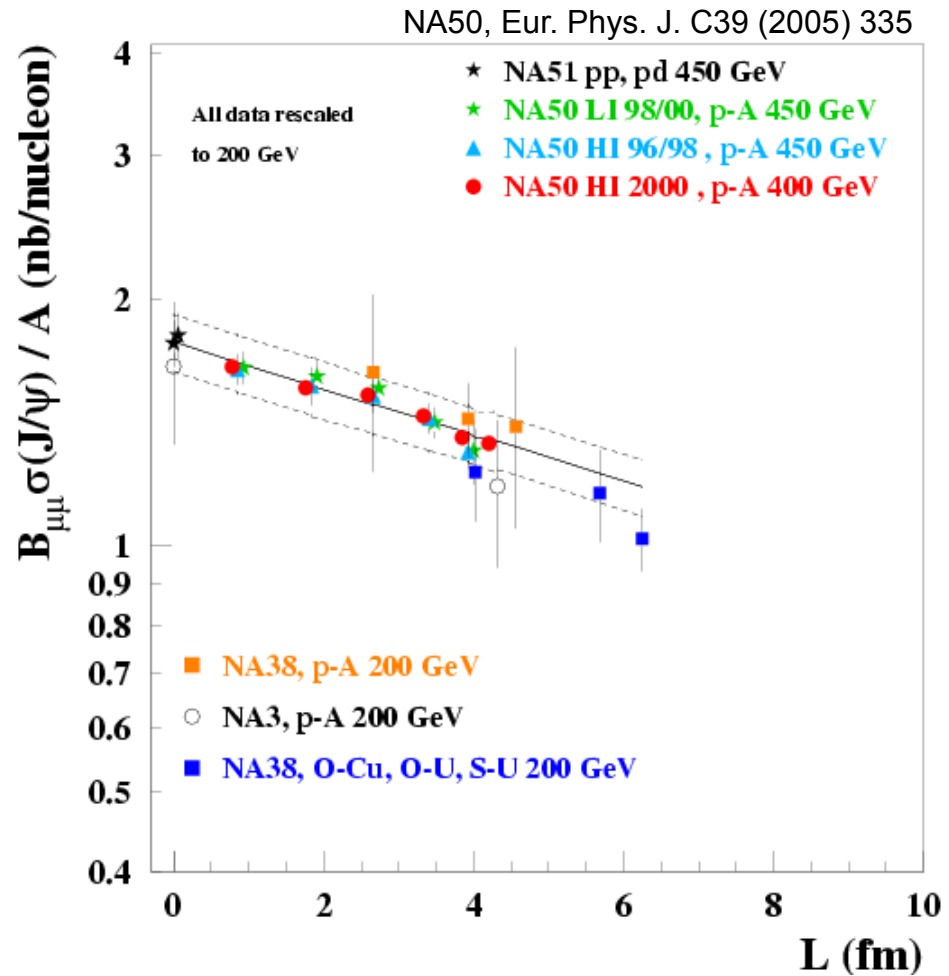 NA50, Eur. Phys. J. C39 (2005) 335
NA51 pp, pd 450 GeV
NA50 LI 98/00, p-A 450 GeV
NA50 HI 96/98 , p-A 450 GeV
NA50 HI 2000 , p-A 400 GeV
All data rescaled
to 200 GeV
B_μμ σ(J/ψ) / A (nb/nucleon)
4
3
2
1
0.9
0.8
0.7
0.6
0.5
0.4
NA38, p-A 200 GeV
NA3, p-A 200 GeV
NA38, O-Cu, O-U, S-U 200 GeV
0 2 4 6 8 10
L (fm)